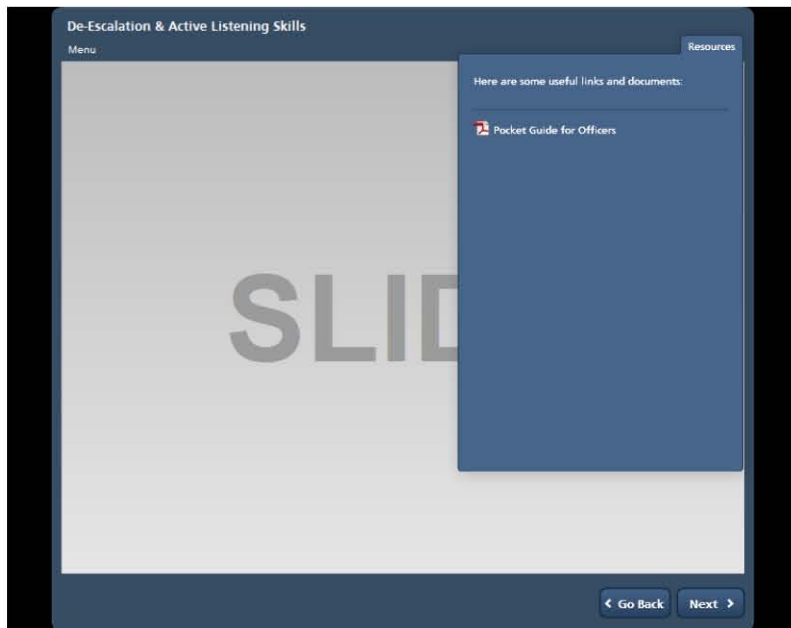 De-Escalation & Active Listening Skills
Menu
Resources
Here are some useful links and documents:
Pocket Guide for Officers
SLID
Go Back
Next